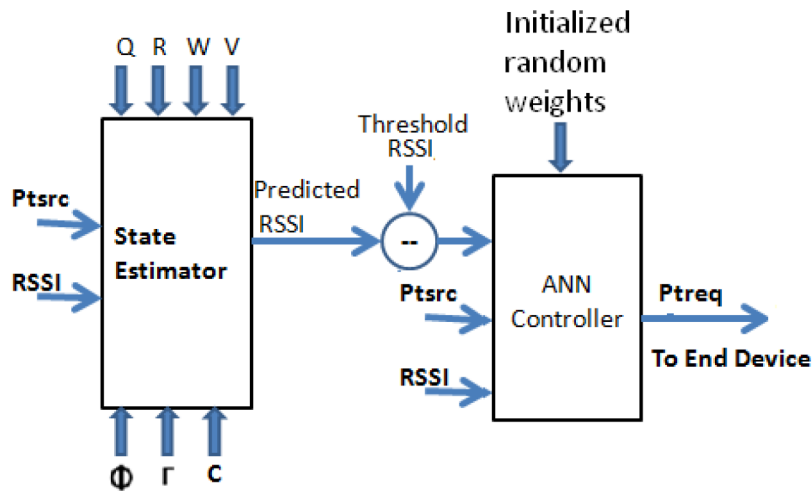 Q R W V
Initialized
random
weights
Threshold
RSSI
Ptsrc
Predicted
RSSI
State
Estimator
--
RSSI
Ptsrc
ANN
Controller
Ptreq
To End Device
RSSI
Φ Γ C